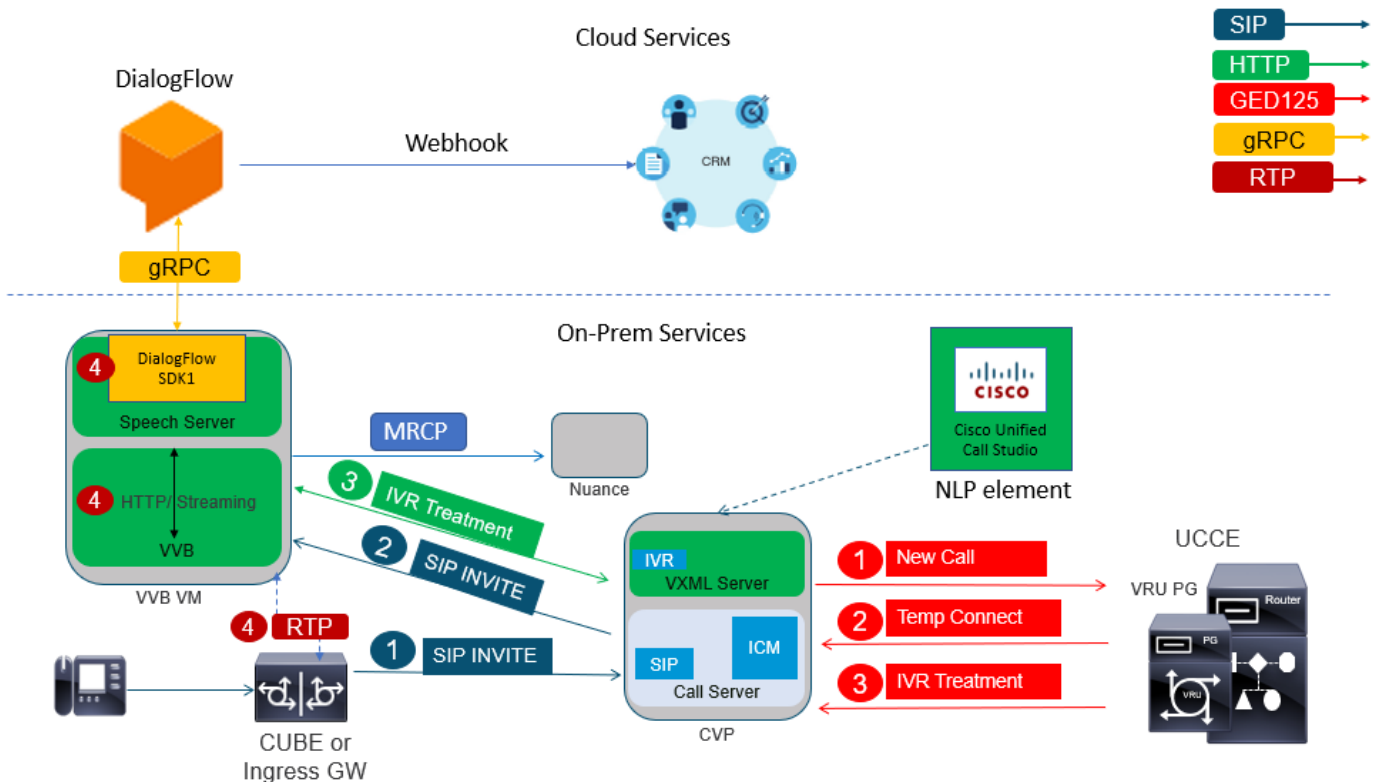 Cloud Services
SIP
HTTP
GED125
gRPC
RTP
DialogFlow
Webhook
CRM
gRPC
On-Prem Services
4
DialogFlow
SDK1
Speech Server
4
HTTP/ Streaming
VVB
VVB VM
MRCP
Nuance
CISCO
Cisco Unified
Call Studio
NLP element
3
IVR Treatment
2
SIP INVITE
4
RTP
1
SIP INVITE
CUBE or
Ingress GW
IVR
VXML Server
ICM
SIP
Call Server
CVP
1
New Call
2
Temp Connect
3
IVR Treatment
UCCE
VRU PG
Router
PG
VRU